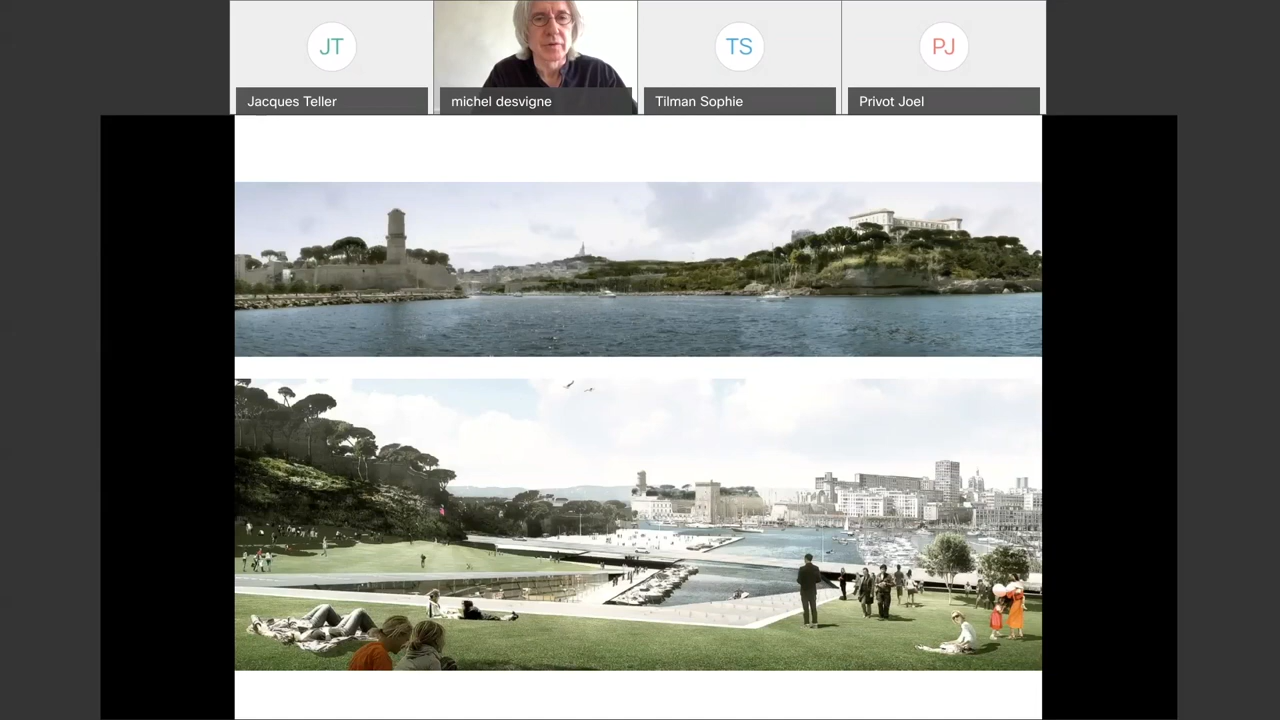 JT
TS
PJ
Jacques Teller
michel desvigne
Tilman Sophie
Privot Joel